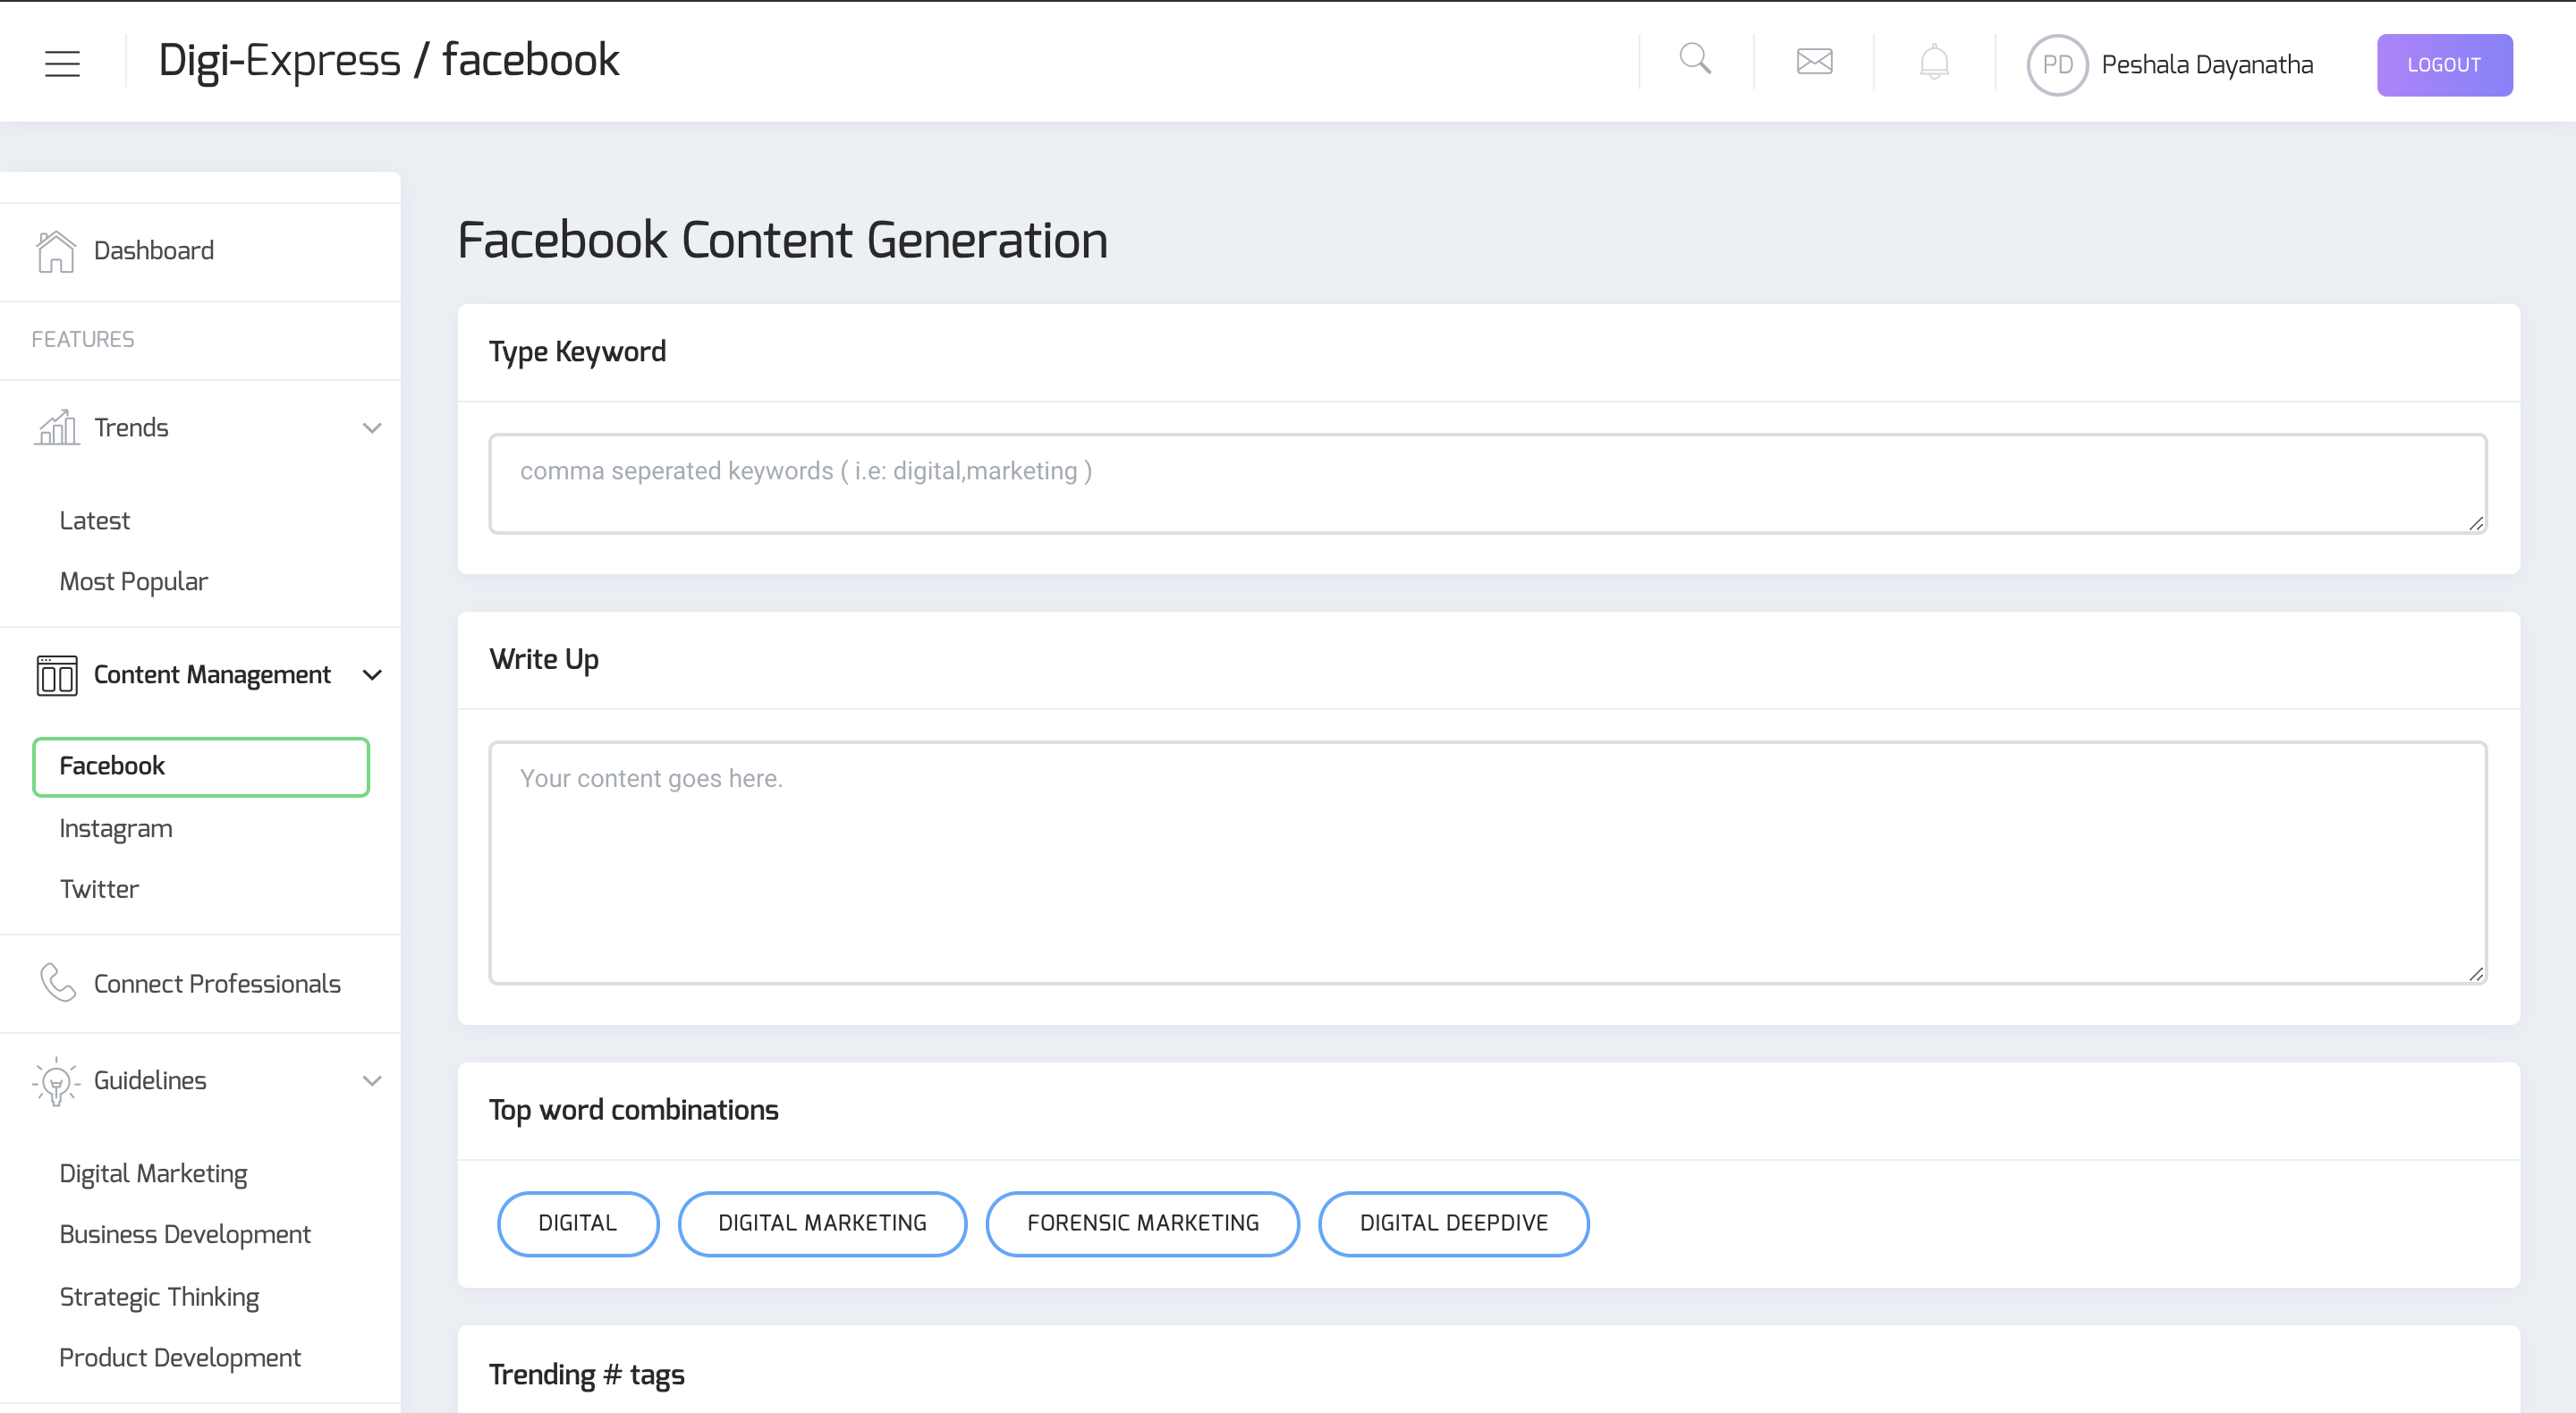 Digi-Express / facebook
PD Peshala Dayanatha
LOGOUT
Dashboard
FEATURES
Trends
Latest
Most Popular
Content Management
Facebook
Instagram
Twitter
Connect Professionals
Guidelines
Digital Marketing
Business Development
Strategic Thinking
Product Development
Facebook Content Generation
Type Keyword
comma seperated keywords ( i.e: digital,marketing )
Write Up
Your content goes here.
Top word combinations
DIGITAL DIGITAL MARKETING FORENSIC MARKETING DIGITAL DEEPDIVE
Trending # tags